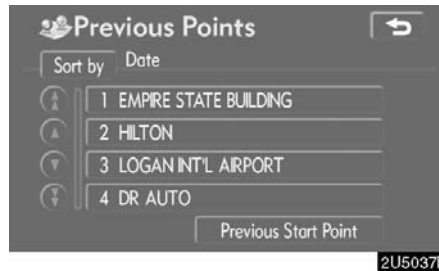 Previous Points
Sort by Date
1 EMPIRE STATE BUILDING
2 HILTON
3 LOGAN INT'L AIRPORT
4 DR AUTO
Previous Start Point
2U5037